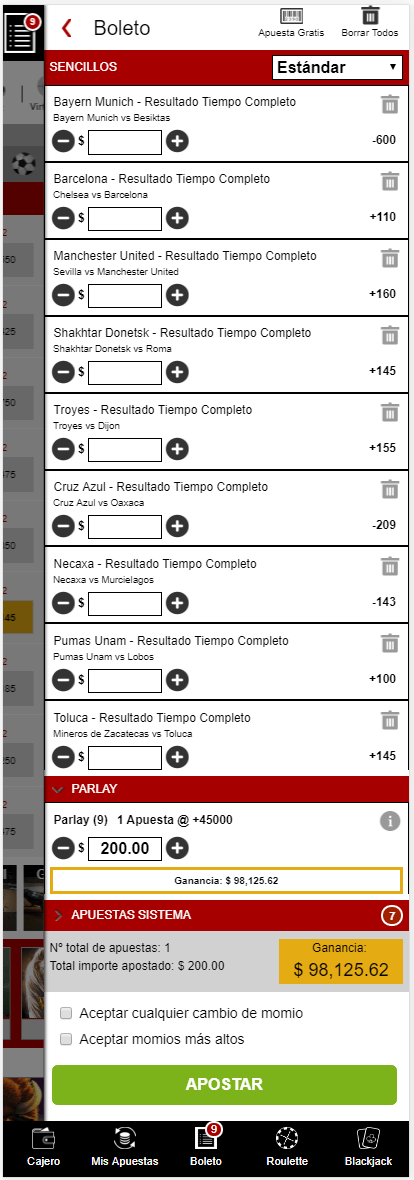 9
Boleto
Apuesta Gratis
Borrar Todos
SENCILLOS
Estándar
Bayern Munich - Resultado Tiempo Completo
Bayern Munich vs Besiktas
$
-600
Barcelona - Resultado Tiempo Completo
Chelsea vs Barcelona
$
+110
Manchester United - Resultado Tiempo Completo
Sevilla vs Manchester United
$
+160
Shakhtar Donetsk - Resultado Tiempo Completo
Shakhtar Donetsk vs Roma
$
+145
Troyes - Resultado Tiempo Completo
Troyes vs Dijon
$
+155
Cruz Azul - Resultado Tiempo Completo
Cruz Azul vs Oaxaca
$
-209
Necaxa - Resultado Tiempo Completo
Necaxa vs Murcielagos
$
-143
Pumas Unam - Resultado Tiempo Completo
Pumas Unam vs Lobos
$
+100
Toluca - Resultado Tiempo Completo
Mineros de Zacatecas vs Toluca
$
+145
PARLAY
Parlay (9) 1 Apuesta @ +45000
$ 200.00
Ganancia: $ 98,125.62
APUESTAS SISTEMA
7
Nº total de apuestas: 1
Total importe apostado: $ 200.00
Ganancia:
$ 98,125.62
Aceptar cualquier cambio de momio
Aceptar momios más altos
APOSTAR
9
Cajero
Mis Apuestas
Boleto
Roulette
Blackjack